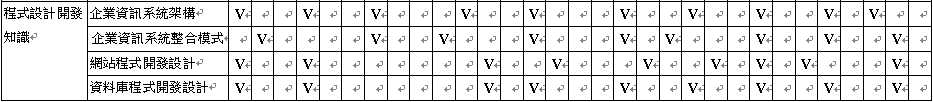 程式設計開發
知識
企業資訊系統架構 V V V V V V V V V V
企業資訊系統整合模式 V V V V V V V V V
網站程式開發設計 V V V V V V V V V
資料庫程式開發設計 V V V V V V V V V